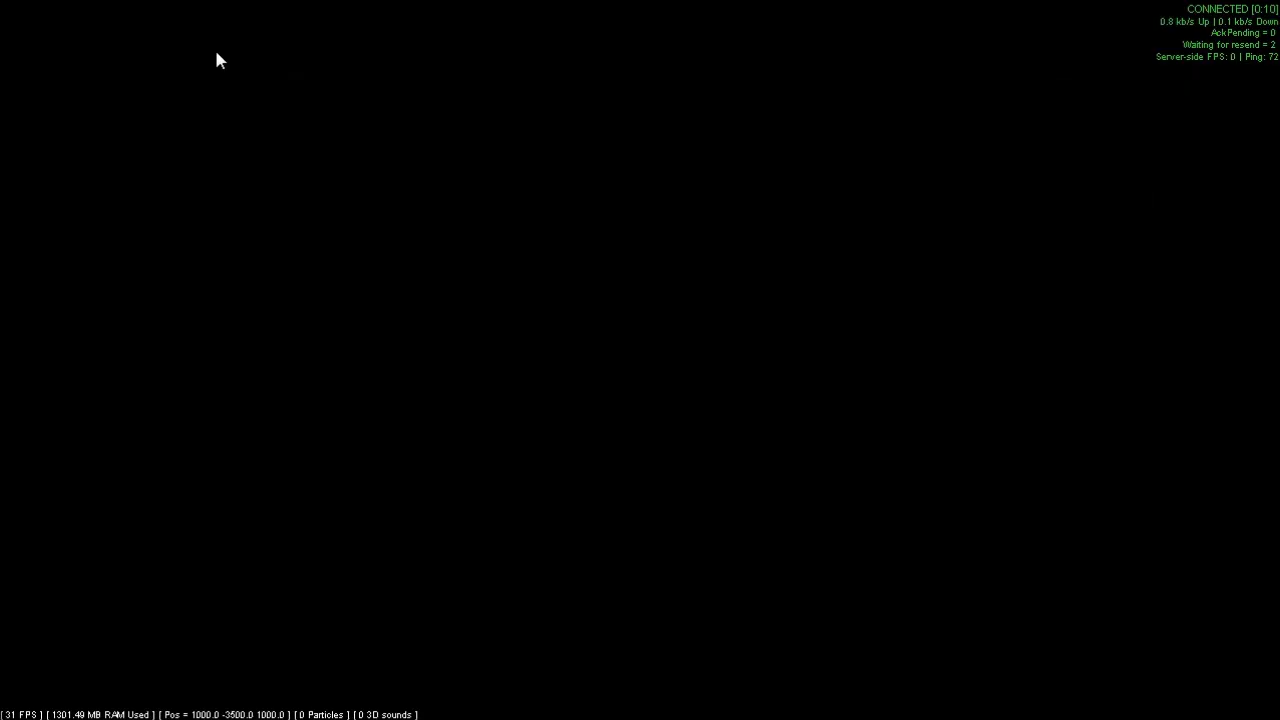 CONNECTED [0:10]
0.8 kb/s Up | 0.1 kb/s Down
AckPending = 0
Waiting for resend = 2
Server-side FPS: 0 | Ping: 72
[ 31 FPS ] [ 1301.49 MB RAM Used ] [ Pos = 1000.0 -3500.0 1000.0 ] [ 0 Particles ] [ 0 3D sounds ]